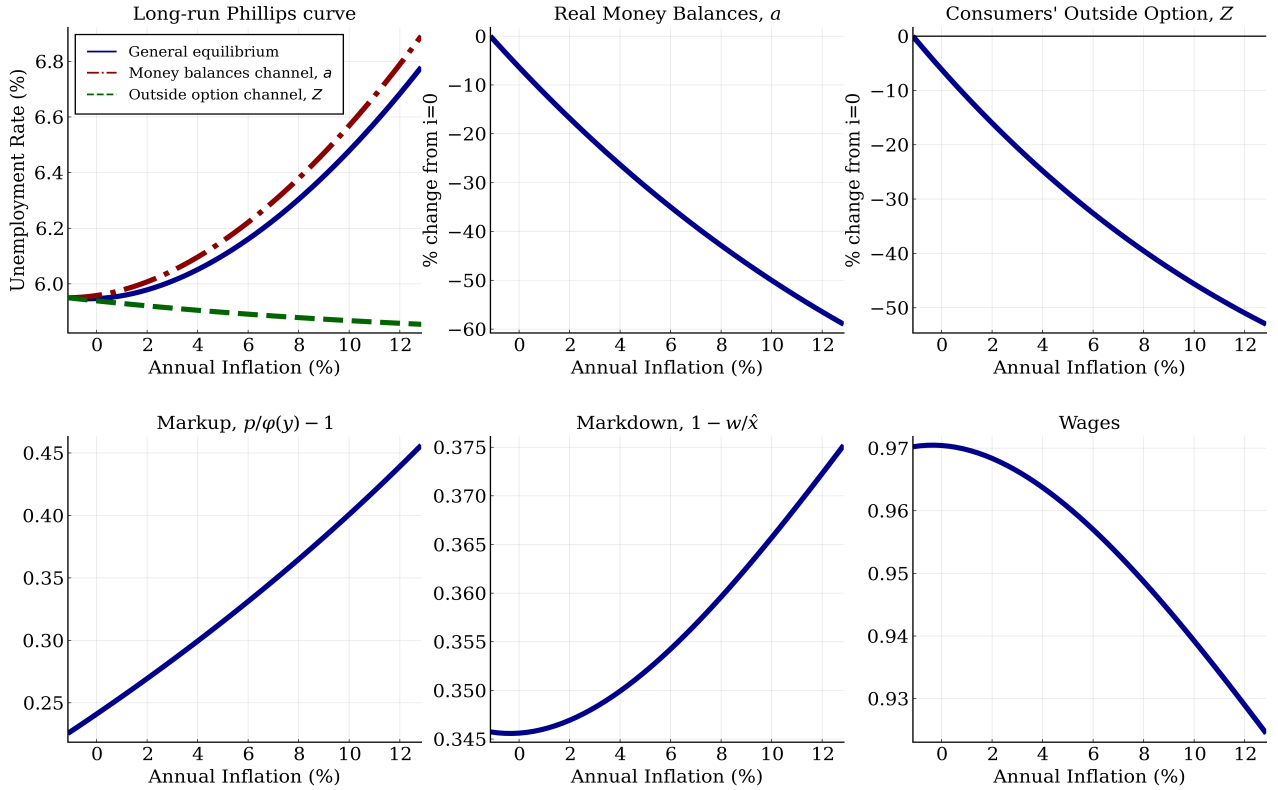 Long-run Phillips curve
General equilibrium
Money balances channel, a
Outside option channel, Z
Unemployment Rate (%)
6.8
6.6
6.4
6.2
6.0
0 2 4 6 8 10 12
Annual Inflation (%)
Real Money Balances, a
% change from i=0
0
−10
−20
−30
−40
−50
−60
0 2 4 6 8 10 12
Annual Inflation (%)
Consumers' Outside Option, Z
% change from i=0
0
−10
−20
−30
−40
−50
0 2 4 6 8 10 12
Annual Inflation (%)
Markup, p/φ(y) − 1
0.45
0.40
0.35
0.30
0.25
0 2 4 6 8 10 12
Annual Inflation (%)
Markdown, 1 − w/x̂
0.375
0.370
0.365
0.360
0.355
0.350
0.345
0 2 4 6 8 10 12
Annual Inflation (%)
Wages
0.97
0.96
0.95
0.94
0.93
0 2 4 6 8 10 12
Annual Inflation (%)